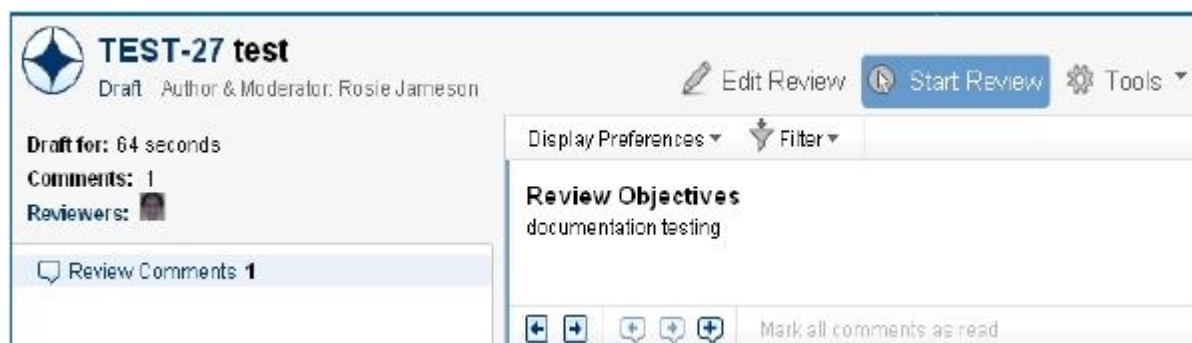 TEST-27 test
Draft Author & Moderator: Rosie Jameson
Edit Review Start Review Tools
Draft for: 64 seconds
Comments: 1
Reviewers:
Review Comments 1
Display Preferences Filter
Review Objectives
documentation testing
Mark all comments as read